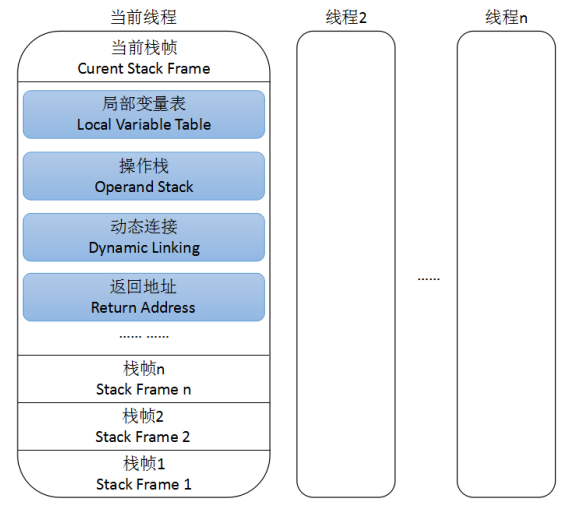 当前线程
线程2
线程n
当前栈帧
Curent Stack Frame
局部变量表
Local Variable Table
操作栈
Operand Stack
动态连接
Dynamic Linking
返回地址
Return Address
…… ……
……
栈帧n
Stack Frame n
栈帧2
Stack Frame 2
栈帧1
Stack Frame 1